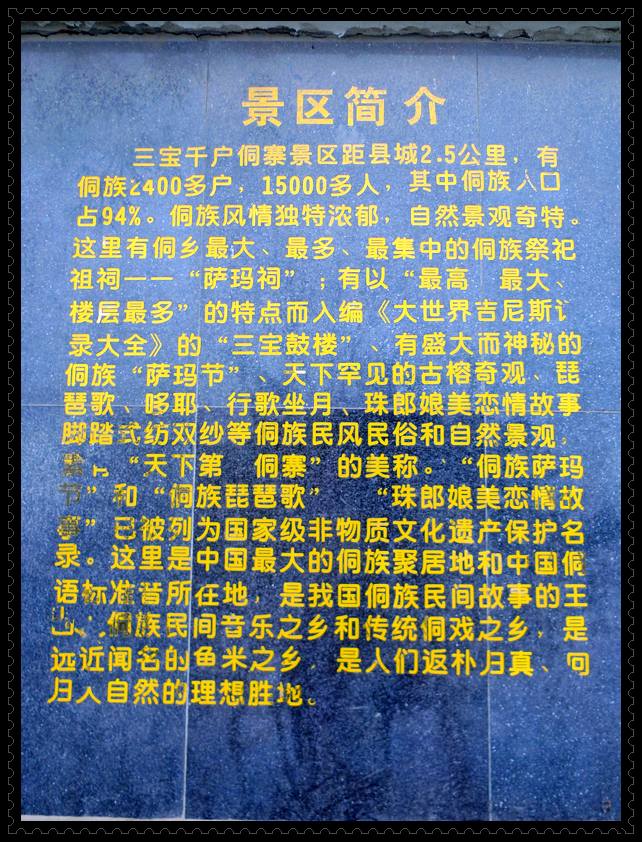 景区简介
三宝千户侗寨景区距县城2.5公里，有
侗族2400多户，15000多人，其中侗族人口
占94%。侗族风情独特浓郁，自然景观奇特。
这里有侗乡最大、最多、最集中的侗族祭祀
祖祠——“萨玛祠”；有以“最高 最大、
楼层最多”的特点而入编《大世界吉尼斯记
录大全》的“三宝鼓楼”、有盛大而神秘的
侗族“萨玛节”、天下罕见的古榕奇观、琵
琶歌、哆耶、行歌坐月、珠郎娘美恋情故事
脚踏式纺双纱等侗族民风民俗和自然景观，
“天下第 侗寨”的美称。“侗族萨玛
节”和“侗族琵琶歌” “珠郎娘美恋情故
事”已被列为国家级非物质文化遗产保护名
录。这里是中国最大的侗族聚居地和中国侗
语标准音所在地，是我国侗族民间故事的王
山、侗族民间音乐之乡和传统侗戏之乡，是
远近闻名的鱼米之乡，是人们返朴归真、回
归人自然的理想胜地。